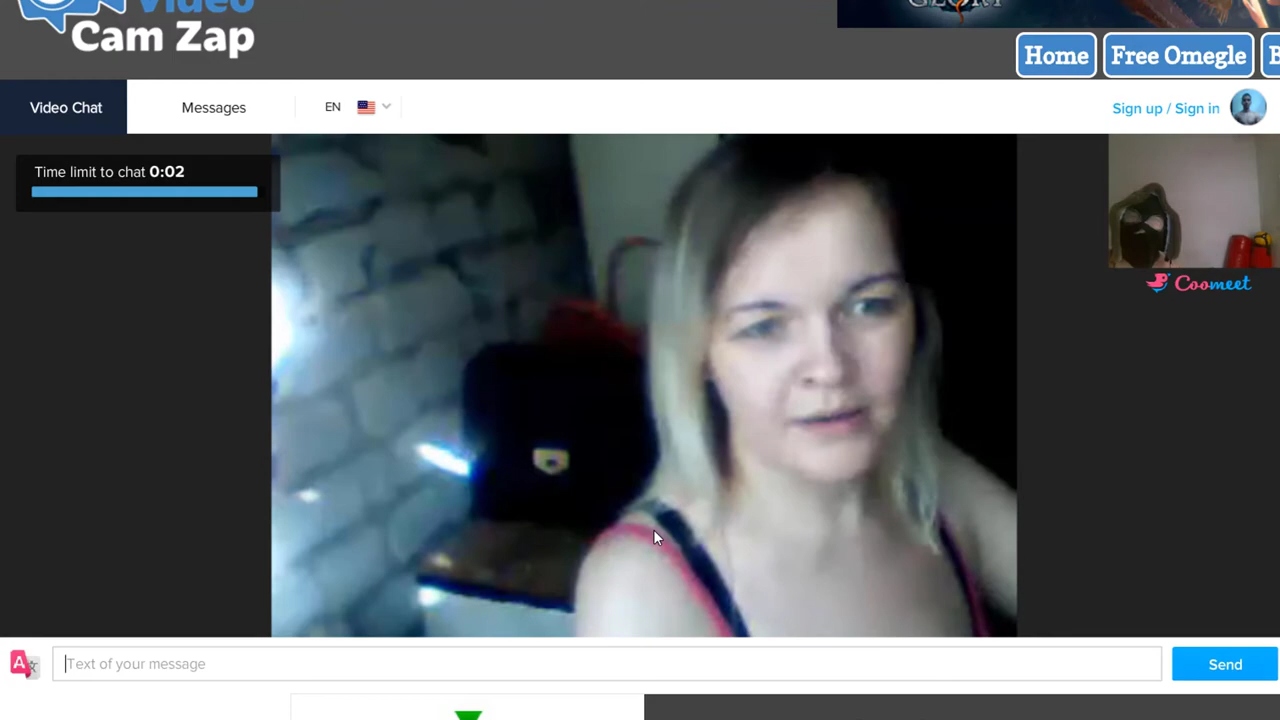 Video
Cam Zap
GLORY
Home
Free Omegle
B
Video Chat
Messages
EN
Sign up / Sign in
Time limit to chat 0:02
Coomeet
Text of your message
Send